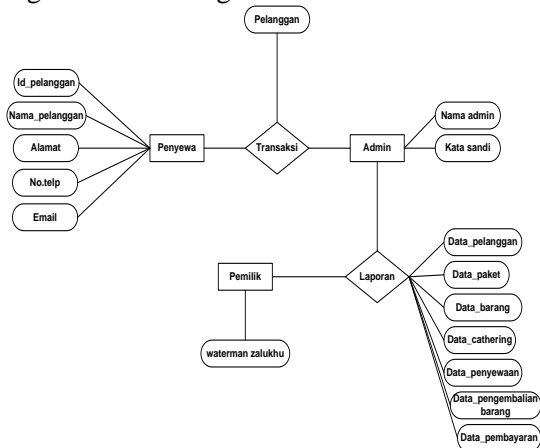 Pelanggan
Id_pelanggan
Nama_pelanggan
Alamat
No.telp
Email
Penyewa
Transaksi
Admin
Nama admin
Kata sandi
Pemilik
Laporan
waterman zalukhu
Data_pelanggan
Data_paket
Data_barang
Data_cathering
Data_penyewaan
Data_pengembalian
barang
Data_pembayaran